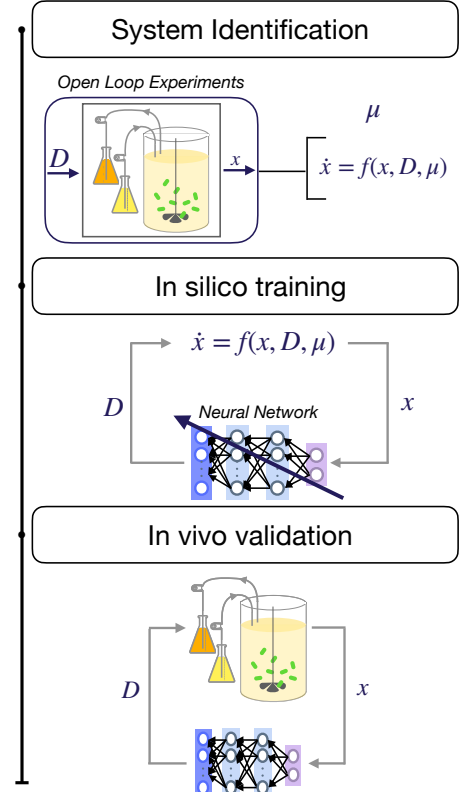 System Identification
Open Loop Experiments
μ
D
x
ẋ = f(x, D, μ)
In silico training
ẋ = f(x, D, μ)
D
x
Neural Network
In vivo validation
D
x